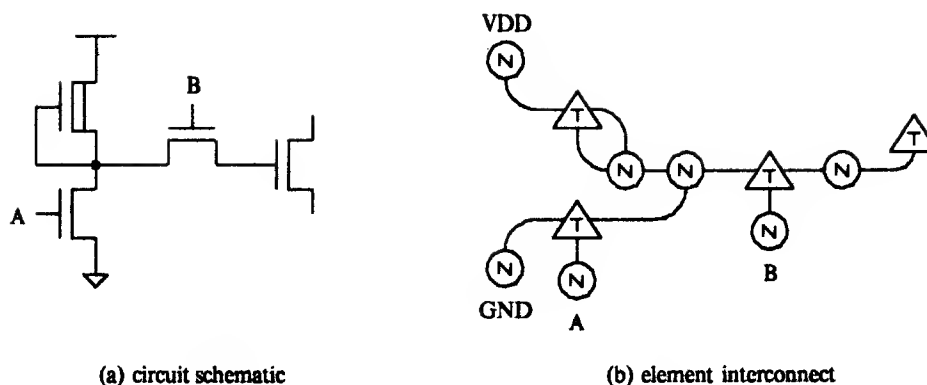 VDD
B
A
N
T
T
N
N
T
N
T
N
N
N
GND
A
B
(a) circuit schematic
(b) element interconnect